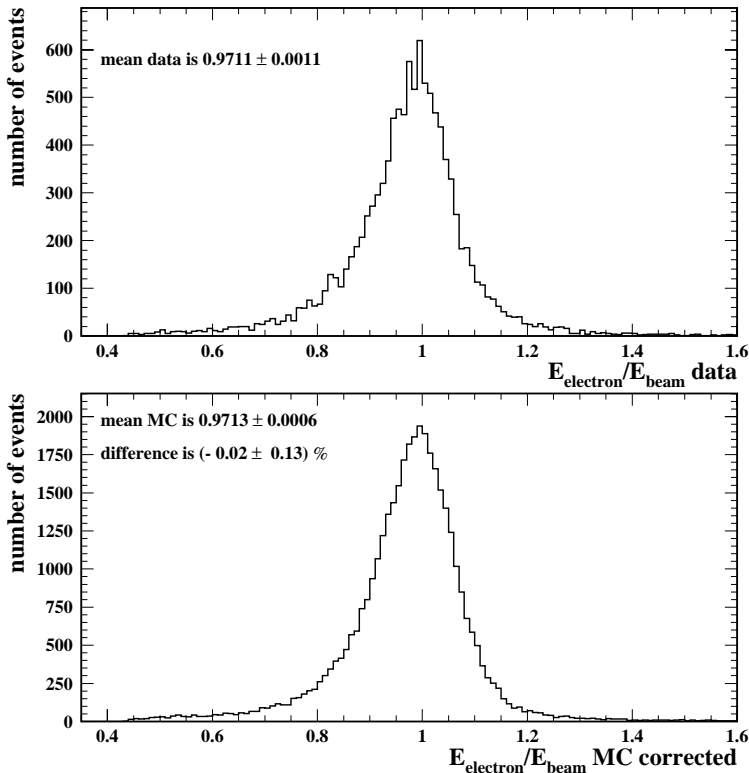 number of events
600
500
400
300
200
100
0
mean data is 0.9711 ± 0.0011
0.4 0.6 0.8 1 1.2 1.4 1.6
E_electron/E_beam data
number of events
2000
1750
1500
1250
1000
750
500
250
0
mean MC is 0.9713 ± 0.0006
difference is (- 0.02 ± 0.13) %
0.4 0.6 0.8 1 1.2 1.4 1.6
E_electron/E_beam MC corrected